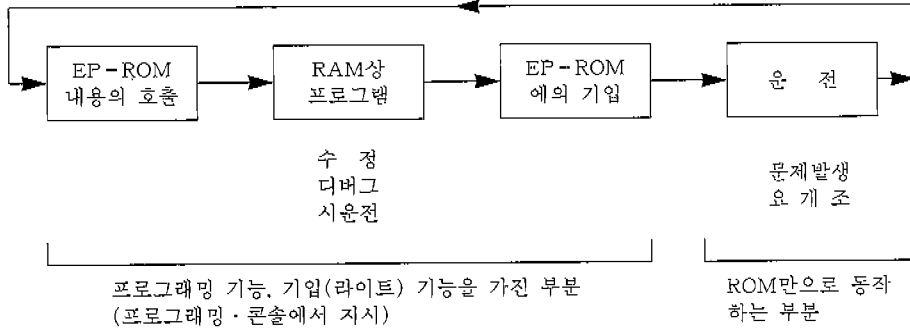 EP-ROM
내용의 호출
RAM상
프로그램
EP-ROM
에의 기입
운 전
수 정
디버그
시운전
문제발생
요 개 조
프로그래밍 기능, 기입(라이트) 기능을 가진 부분
(프로그래밍·콘솔에서 지시)
ROM만으로 동작
하는 부분